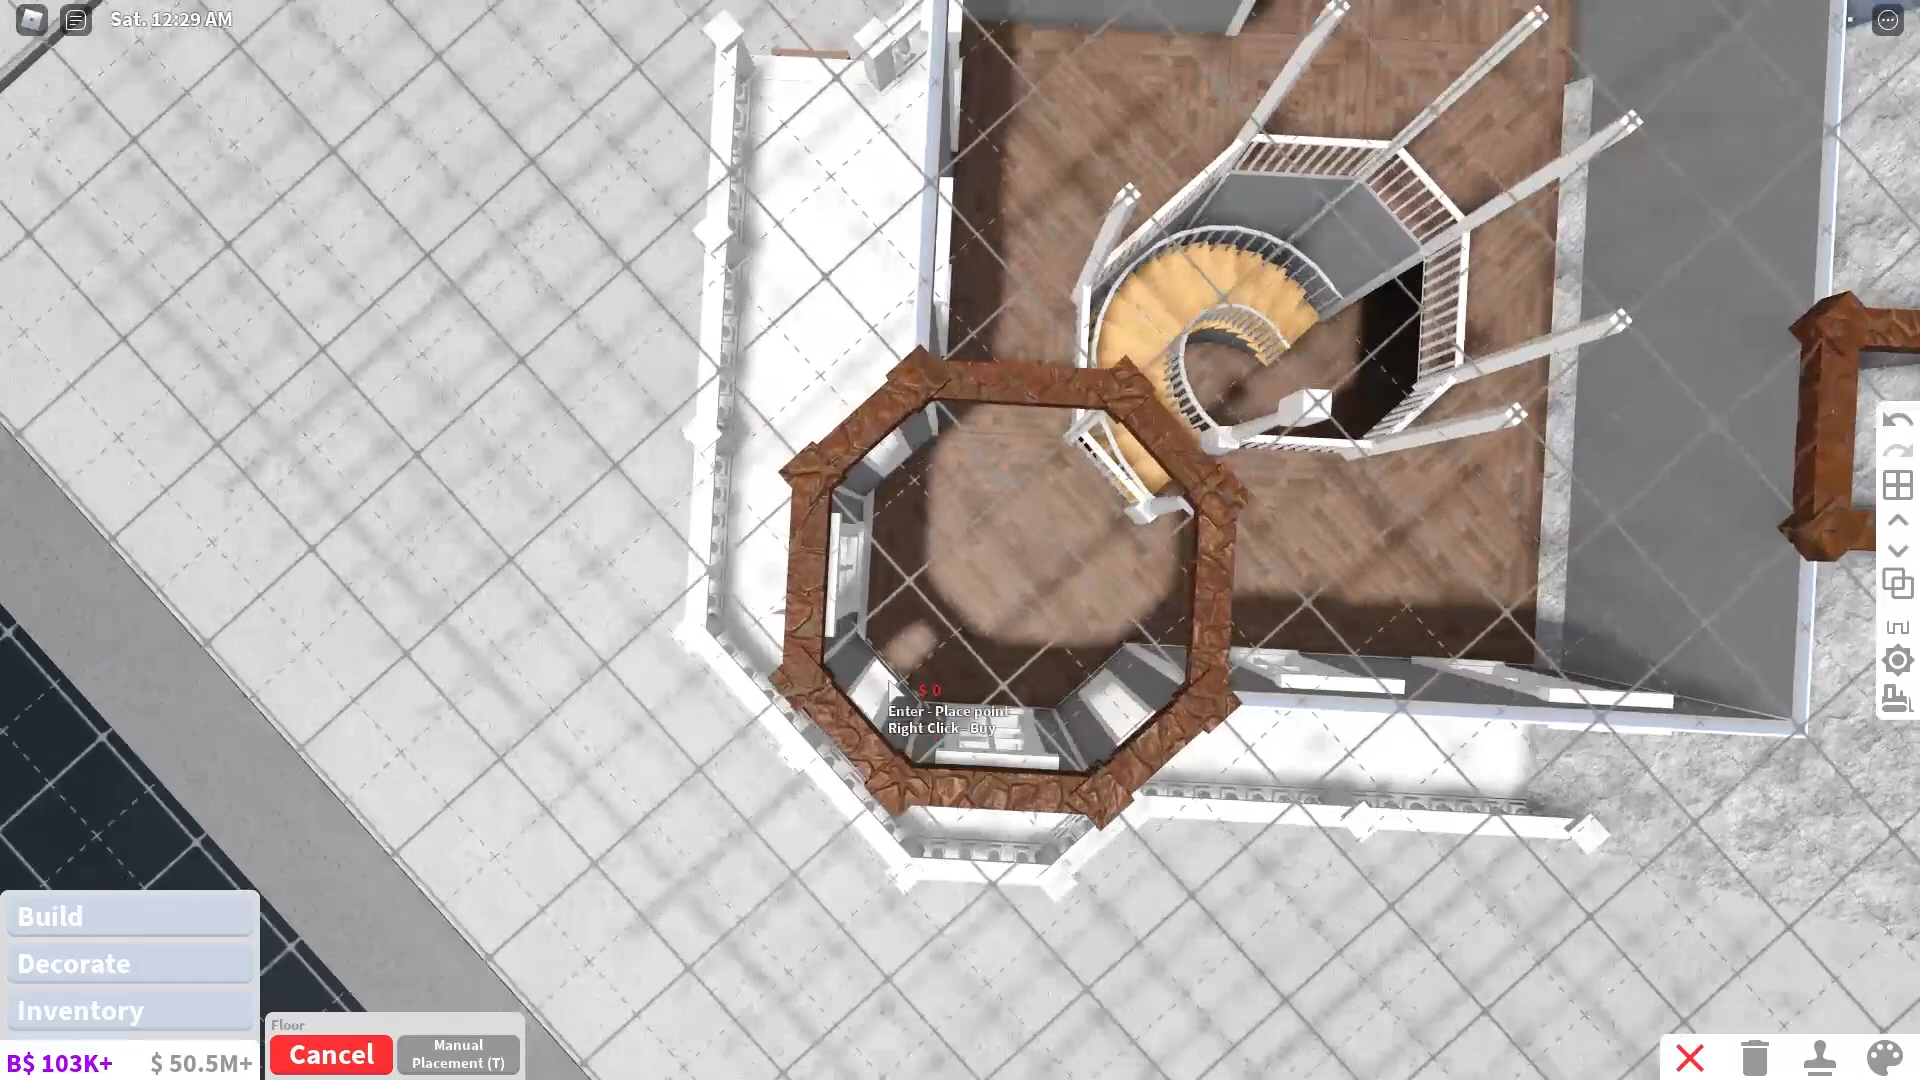 Sat. 12:29 AM
$ 0
Enter - Place point
Right Click - Buy
Build
Decorate
Inventory
B$ 103K+
$ 50.5M+
Floor
Cancel
Manual
Placement (T)